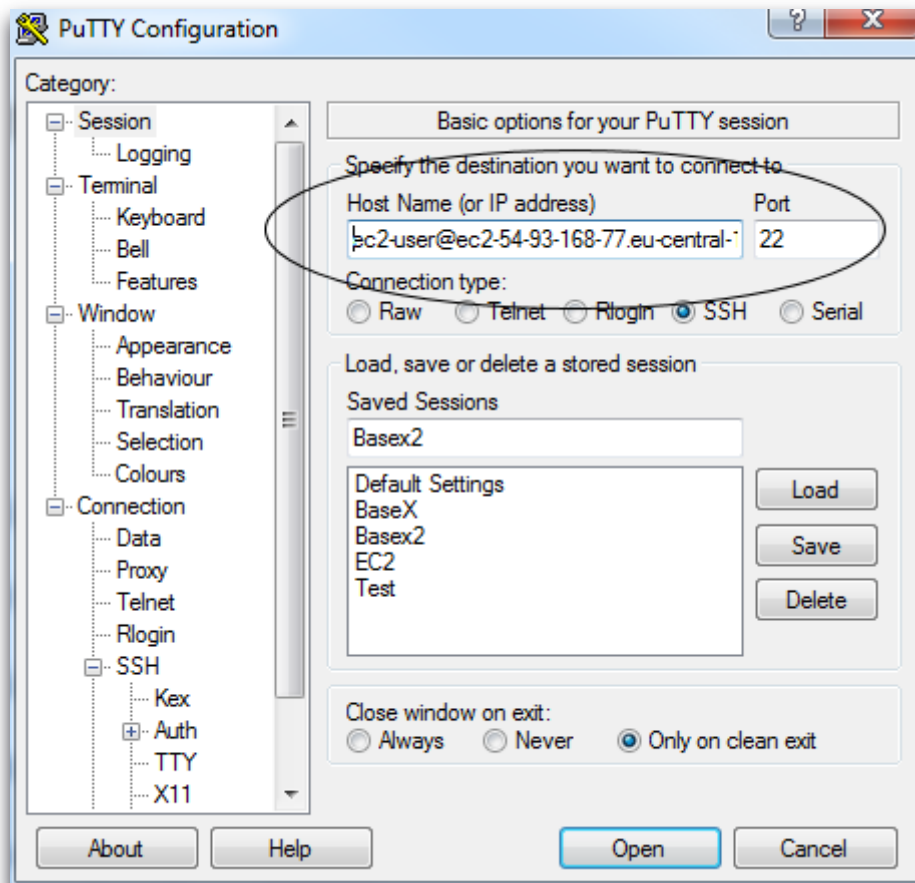 PuTTY Configuration
?
X
Category:
Session
Logging
Terminal
Keyboard
Bell
Features
Window
Appearance
Behaviour
Translation
Selection
Colours
Connection
Data
Proxy
Telnet
Rlogin
SSH
Kex
Auth
TTY
X11
Basic options for your PuTTY session
Specify the destination you want to connect to
Host Name (or IP address) Port
ec2-user@ec2-54-93-168-77.eu-central-1 22
Connection type:
Raw Telnet Rlogin SSH Serial
Load, save or delete a stored session
Saved Sessions
Basex2
Default Settings
BaseX
Basex2
EC2
Test
Load
Save
Delete
Close window on exit:
Always Never Only on clean exit
About Help Open Cancel